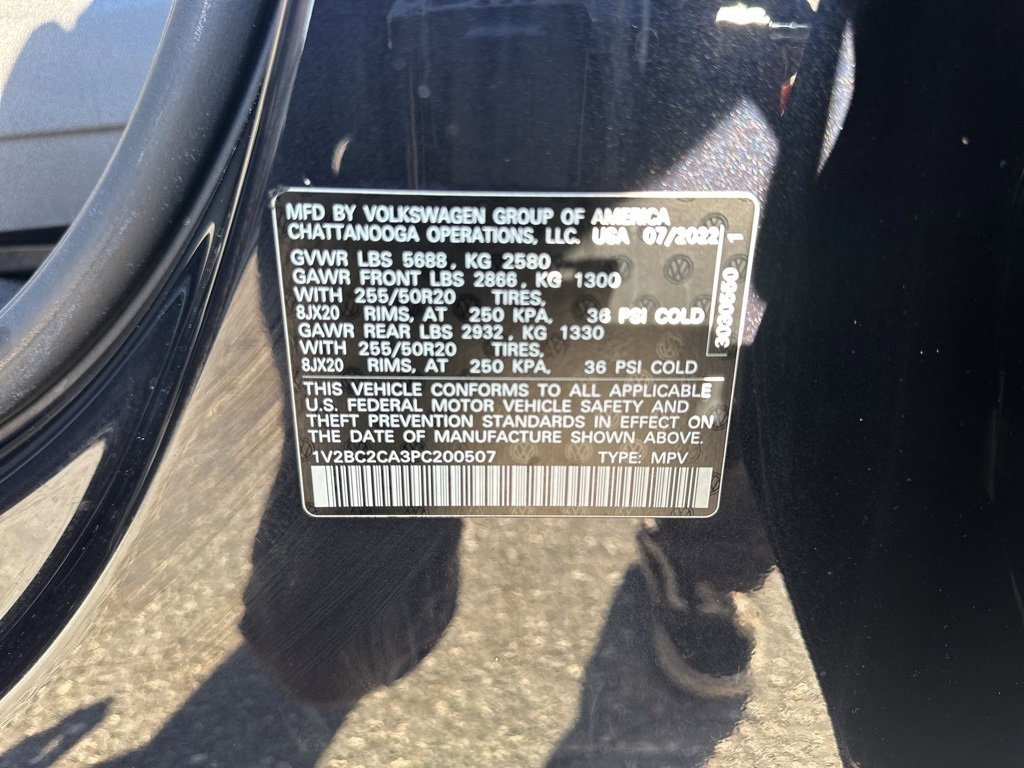 MFD BY VOLKSWAGEN GROUP OF AMERICA
CHATTANOOGA OPERATIONS, LLC. USA 07/2022
GVWR LBS 5688, KG 2580
GAWR FRONT LBS 2866, KG 1300
WITH 255/50R20 TIRES,
8JX20 RIMS, AT 250 KPA, 36 PSI COLD
GAWR REAR LBS 2932, KG 1330
WITH 255/50R20 TIRES,
8JX20 RIMS, AT 250 KPA, 36 PSI COLD
3030550 1
THIS VEHICLE CONFORMS TO ALL APPLICABLE
U.S. FEDERAL MOTOR VEHICLE SAFETY AND
THEFT PREVENTION STANDARDS IN EFFECT ON
THE DATE OF MANUFACTURE SHOWN ABOVE.
1V2BC2CA3PC200507 TYPE: MPV